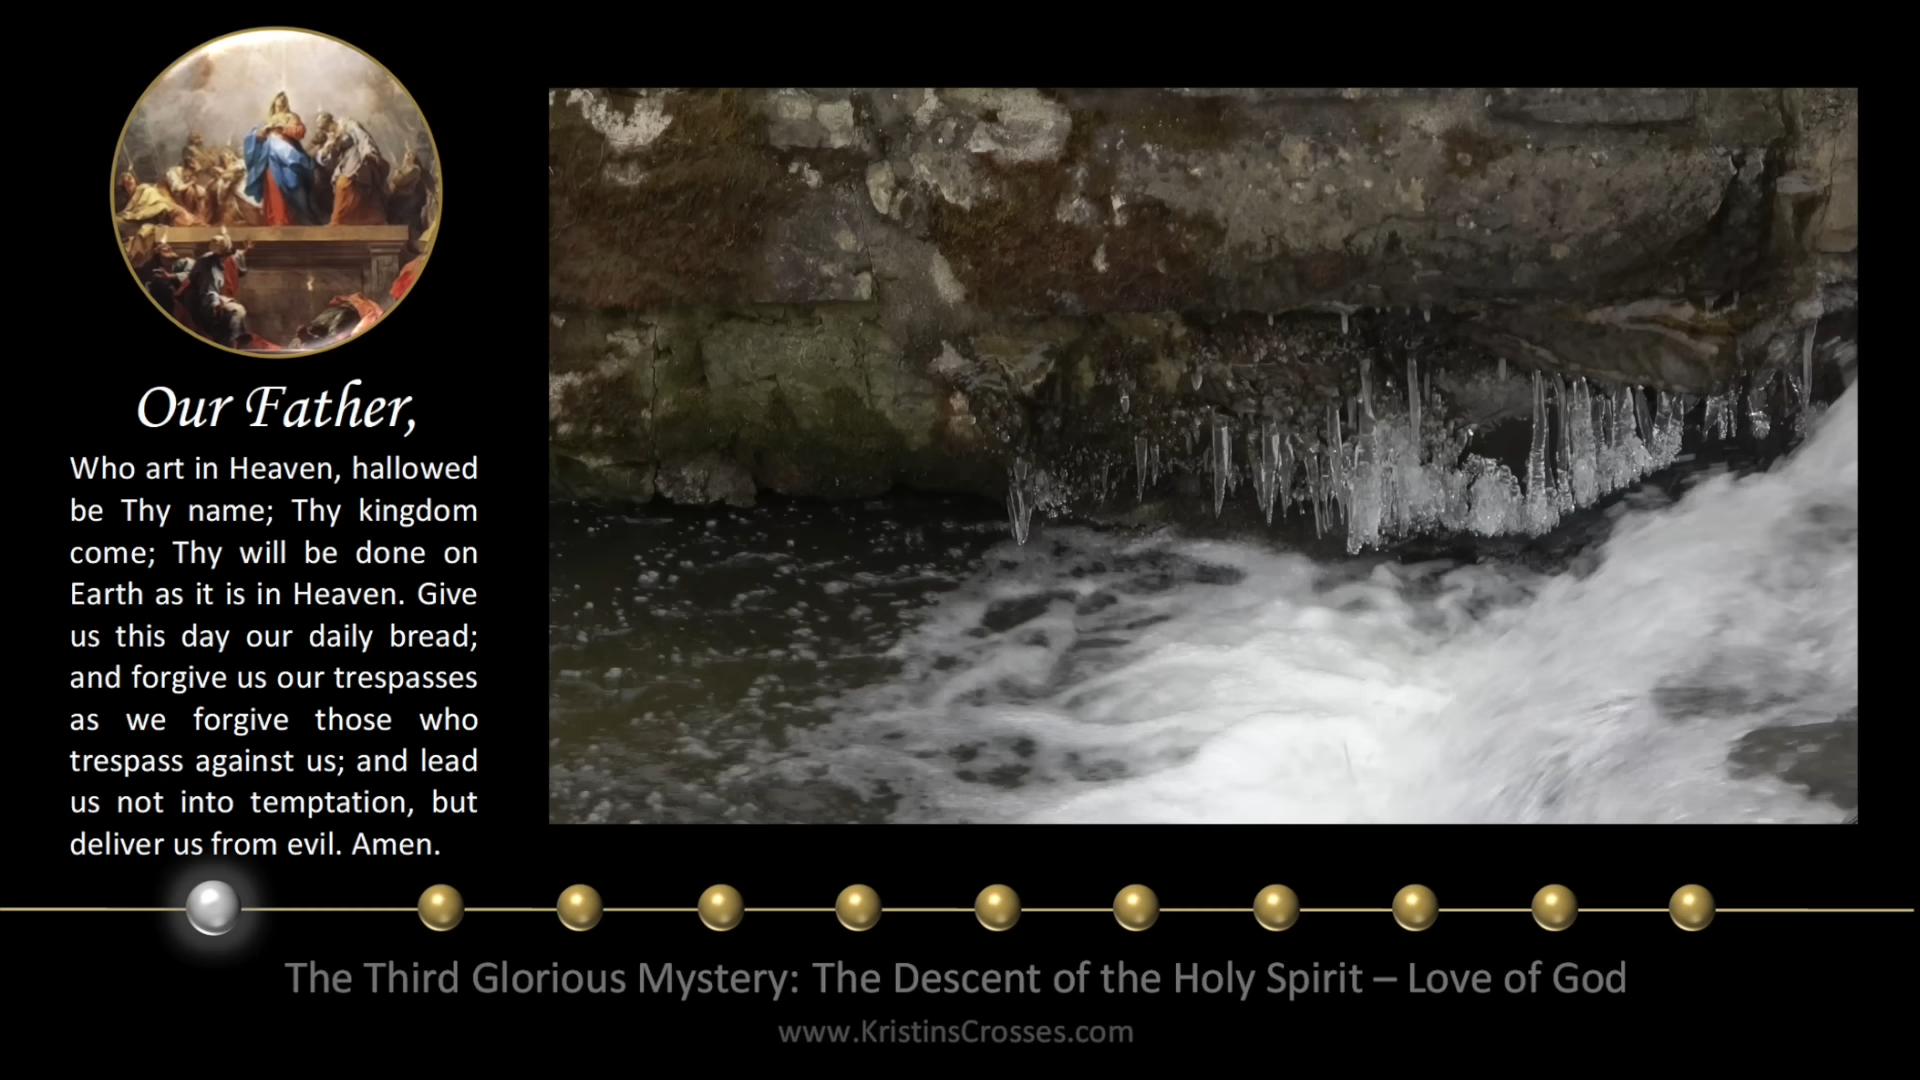 Our Father,
Who art in Heaven, hallowed
be Thy name; Thy kingdom
come; Thy will be done on
Earth as it is in Heaven. Give
us this day our daily bread;
and forgive us our trespasses
as we forgive those who
trespass against us; and lead
us not into temptation, but
deliver us from evil. Amen.
The Third Glorious Mystery: The Descent of the Holy Spirit – Love of God
www.KristinsCrosses.com